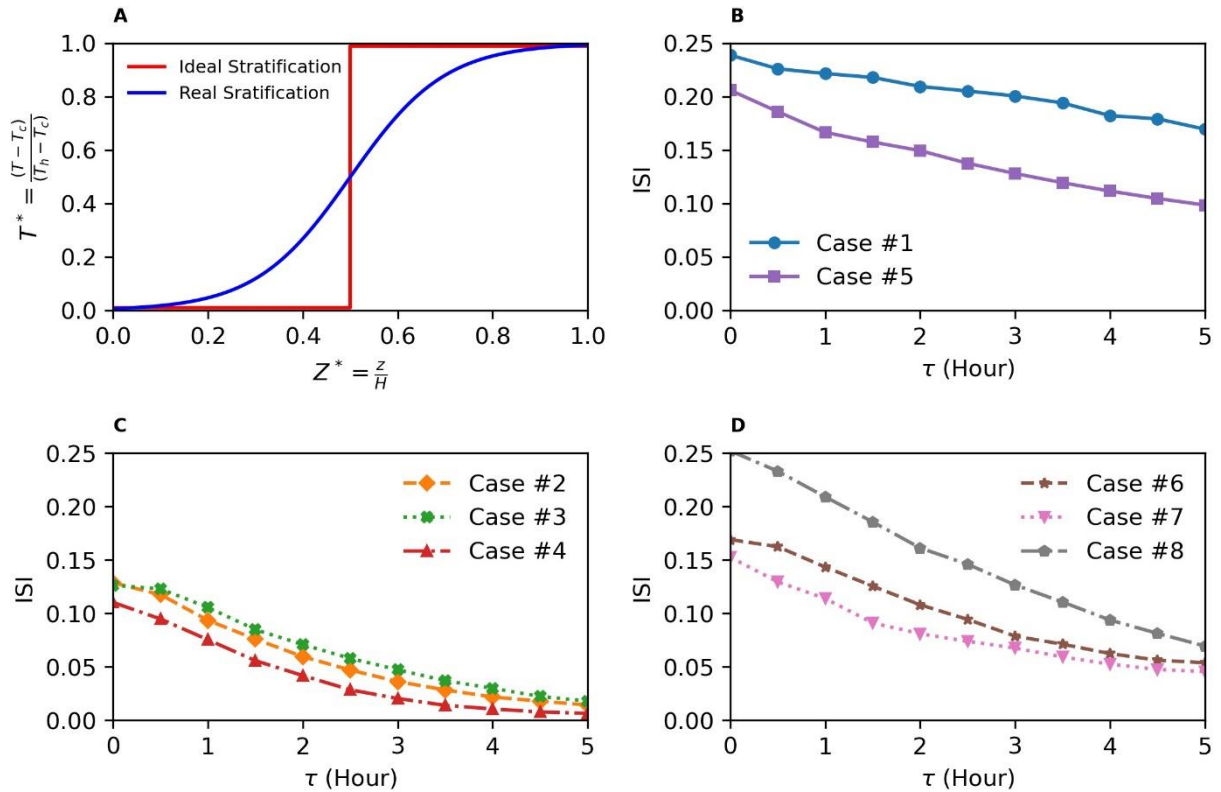 A
1.0
0.8
0.6
0.4
0.2
0.0
T* = (T − Tc) / (Th − Tc)
Ideal Stratification
Real Sratification
0.0 0.2 0.4 0.6 0.8 1.0
Z* = z/H
B
0.25
0.20
0.15
0.10
0.05
0.00
ISI
Case #1
Case #5
0 1 2 3 4 5
τ (Hour)
C
0.25
0.20
0.15
0.10
0.05
0.00
ISI
Case #2
Case #3
Case #4
0 1 2 3 4 5
τ (Hour)
D
0.25
0.20
0.15
0.10
0.05
0.00
ISI
Case #6
Case #7
Case #8
0 1 2 3 4 5
τ (Hour)